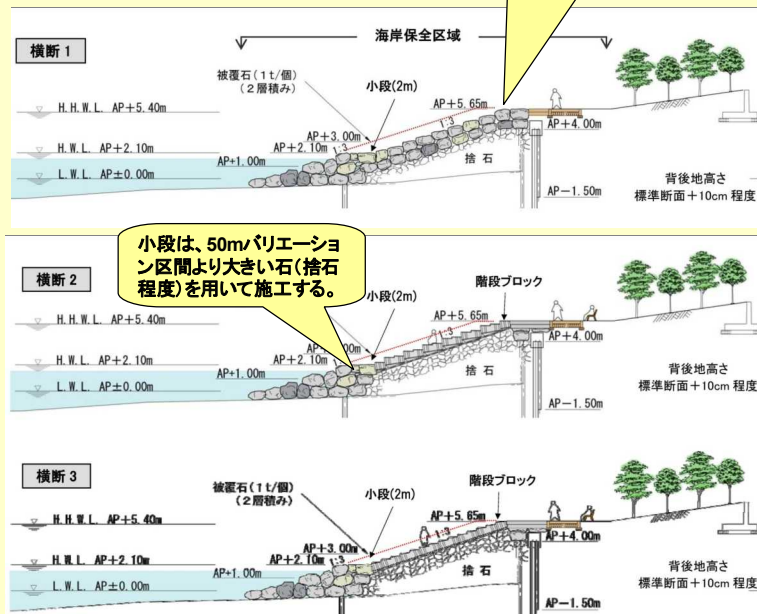 横断１
海岸保全区域
被覆石(１t/個)
(２層積み)
小段(2m)
AP＋5.65m
H.H.W.L. AP＋5.40m
1:3
AP＋3.00m
AP＋4.00m
H.W.L. AP＋2.10m
AP＋2.10m
1:3
AP+1.00m
捨石
L.W.L. AP±0.00m
AP－1.50m
背後地高さ
標準断面＋10cm 程度
小段は、50mバリエーショ
ン区間より大きい石(捨石
程度)を用いて施工する。
横断２
小段(2m)
階段ブロック
AP＋5.65m
H.H.W.L. AP＋5.40m
1:3
00m
AP＋4.00m
H.W.L. AP＋2.10m
AP＋2.10m
AP+1.00m
捨石
L.W.L. AP±0.00m
AP－1.50m
背後地高さ
標準断面＋10cm 程度
横断３
被覆石(１t/個)
(２層積み)
小段(2m)
階段ブロック
AP＋5.65m
H.H.W.L. AP＋5.40m
1:3
AP＋3.00m
AP＋4.00m
H.W.L. AP＋2.10m
AP＋2.10m
1:3
AP+1.00m
捨石
L.W.L. AP±0.00m
AP－1.50m
背後地高さ
標準断面＋10cm 程度